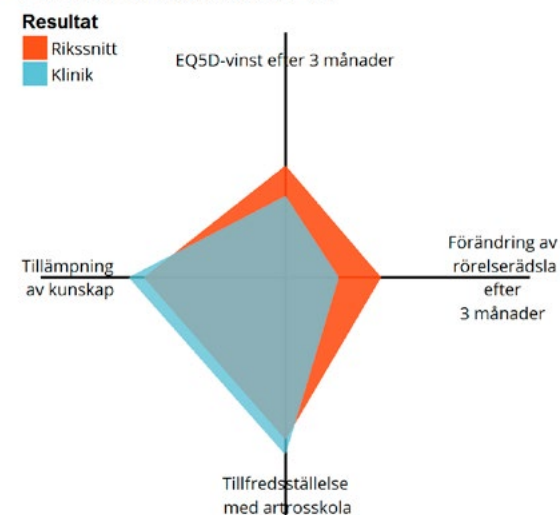 Resultat
Rikssnitt
Klinik
EQ5D-vinst efter 3 månader
Förändring av
rörelserädsla
efter
3 månader
Tillämpning
av kunskap
Tillfredsställelse
med artrosskola